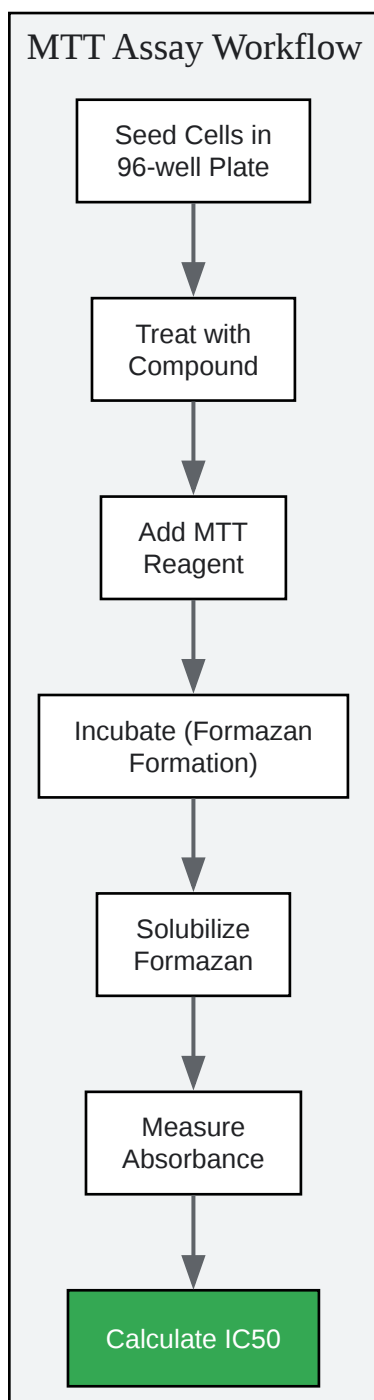 MTT Assay Workflow
Seed Cells in
96-well Plate
Treat with
Compound
Add MTT
Reagent
Incubate (Formazan
Formation)
Solubilize
Formazan
Measure
Absorbance
Calculate IC50